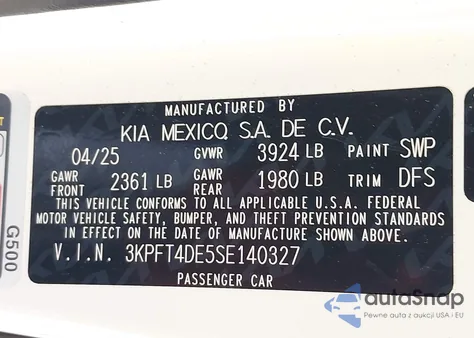 MANUFACTURED BY
KIA MEXICO, S.A. DE C.V.
04/25 GVWR 3924 LB PAINT SWP
GAWR FRONT 2361 LB GAWR REAR 1980 LB TRIM DFS
THIS VEHICLE CONFORMS TO ALL APPLICABLE U.S.A. FEDERAL
MOTOR VEHICLE SAFETY, BUMPER, AND THEFT PREVENTION STANDARDS
IN EFFECT ON THE DATE OF MANUFACTURE SHOWN ABOVE.
V.I.N. 3KPFT4DE5SE140327
PASSENGER CAR
G500
autoSnap
Pewne auta z aukcji USA i EU